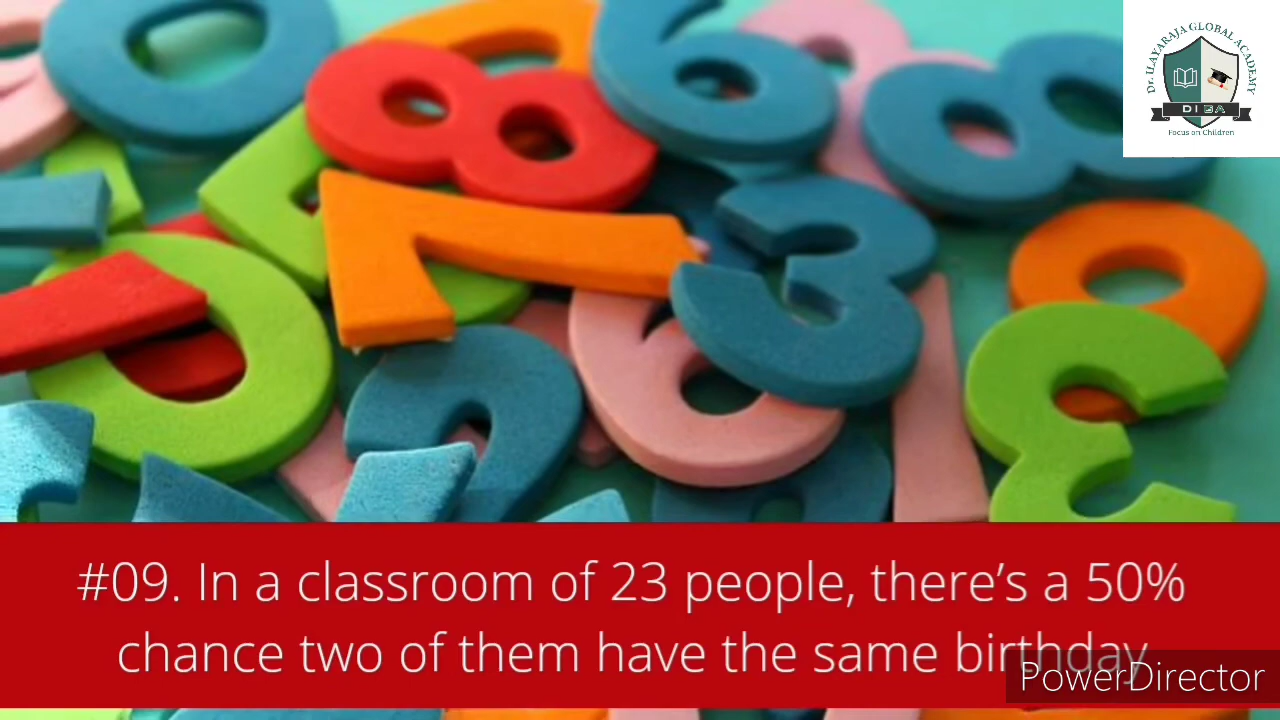 Dr. ILAYARAJA GLOBAL ACADEMY
DIGA
Focus on Children
#09. In a classroom of 23 people, there’s a 50%
chance two of them have the same birthday
PowerDirector